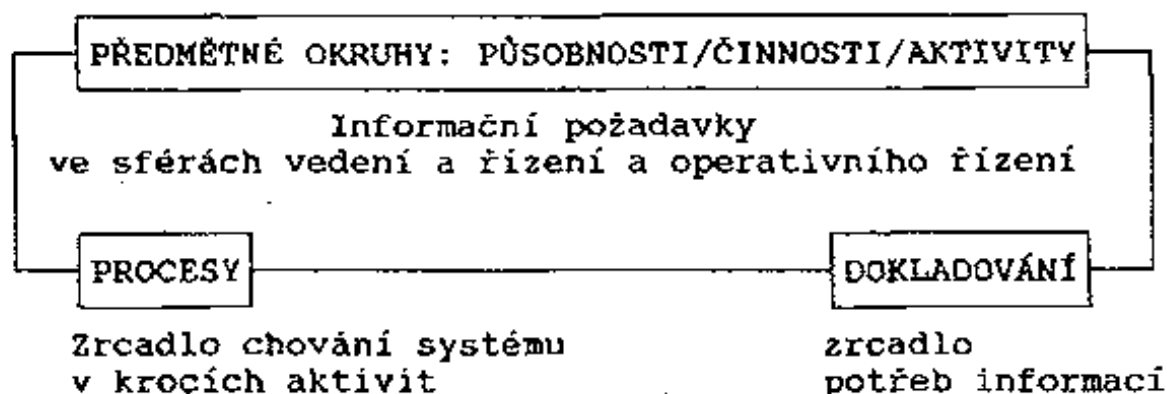 PŘEDMĚTNÉ OKRUHY: PŮSOBNOSTI/ČINNOSTI/AKTIVITY
Informační požadavky
ve sférách vedení a řízení a operativního řízení
PROCESY
DOKLADOVÁNÍ
Zrcadlo chování systému
v krocích aktivit
zrcadlo
potřeb informací